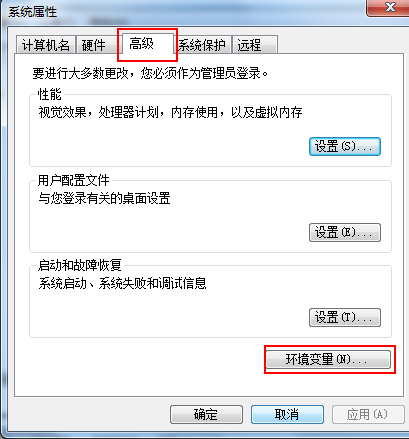 系统属性
计算机名 硬件 高级 系统保护 远程
要进行大多数更改，您必须作为管理员登录。
性能
视觉效果，处理器计划，内存使用，以及虚拟内存
设置(S)...
用户配置文件
与您登录有关的桌面设置
设置(E)...
启动和故障恢复
系统启动、系统失败和调试信息
设置(T)...
环境变量(N)...
确定 取消 应用(A)